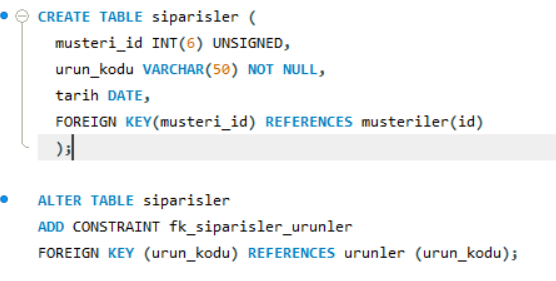 CREATE TABLE siparisler (
musteri_id INT(6) UNSIGNED,
urun_kodu VARCHAR(50) NOT NULL,
tarih DATE,
FOREIGN KEY(musteri_id) REFERENCES musteriler(id)
);
ALTER TABLE siparisler
ADD CONSTRAINT fk_siparisler_urunler
FOREIGN KEY (urun_kodu) REFERENCES urunler (urun_kodu);